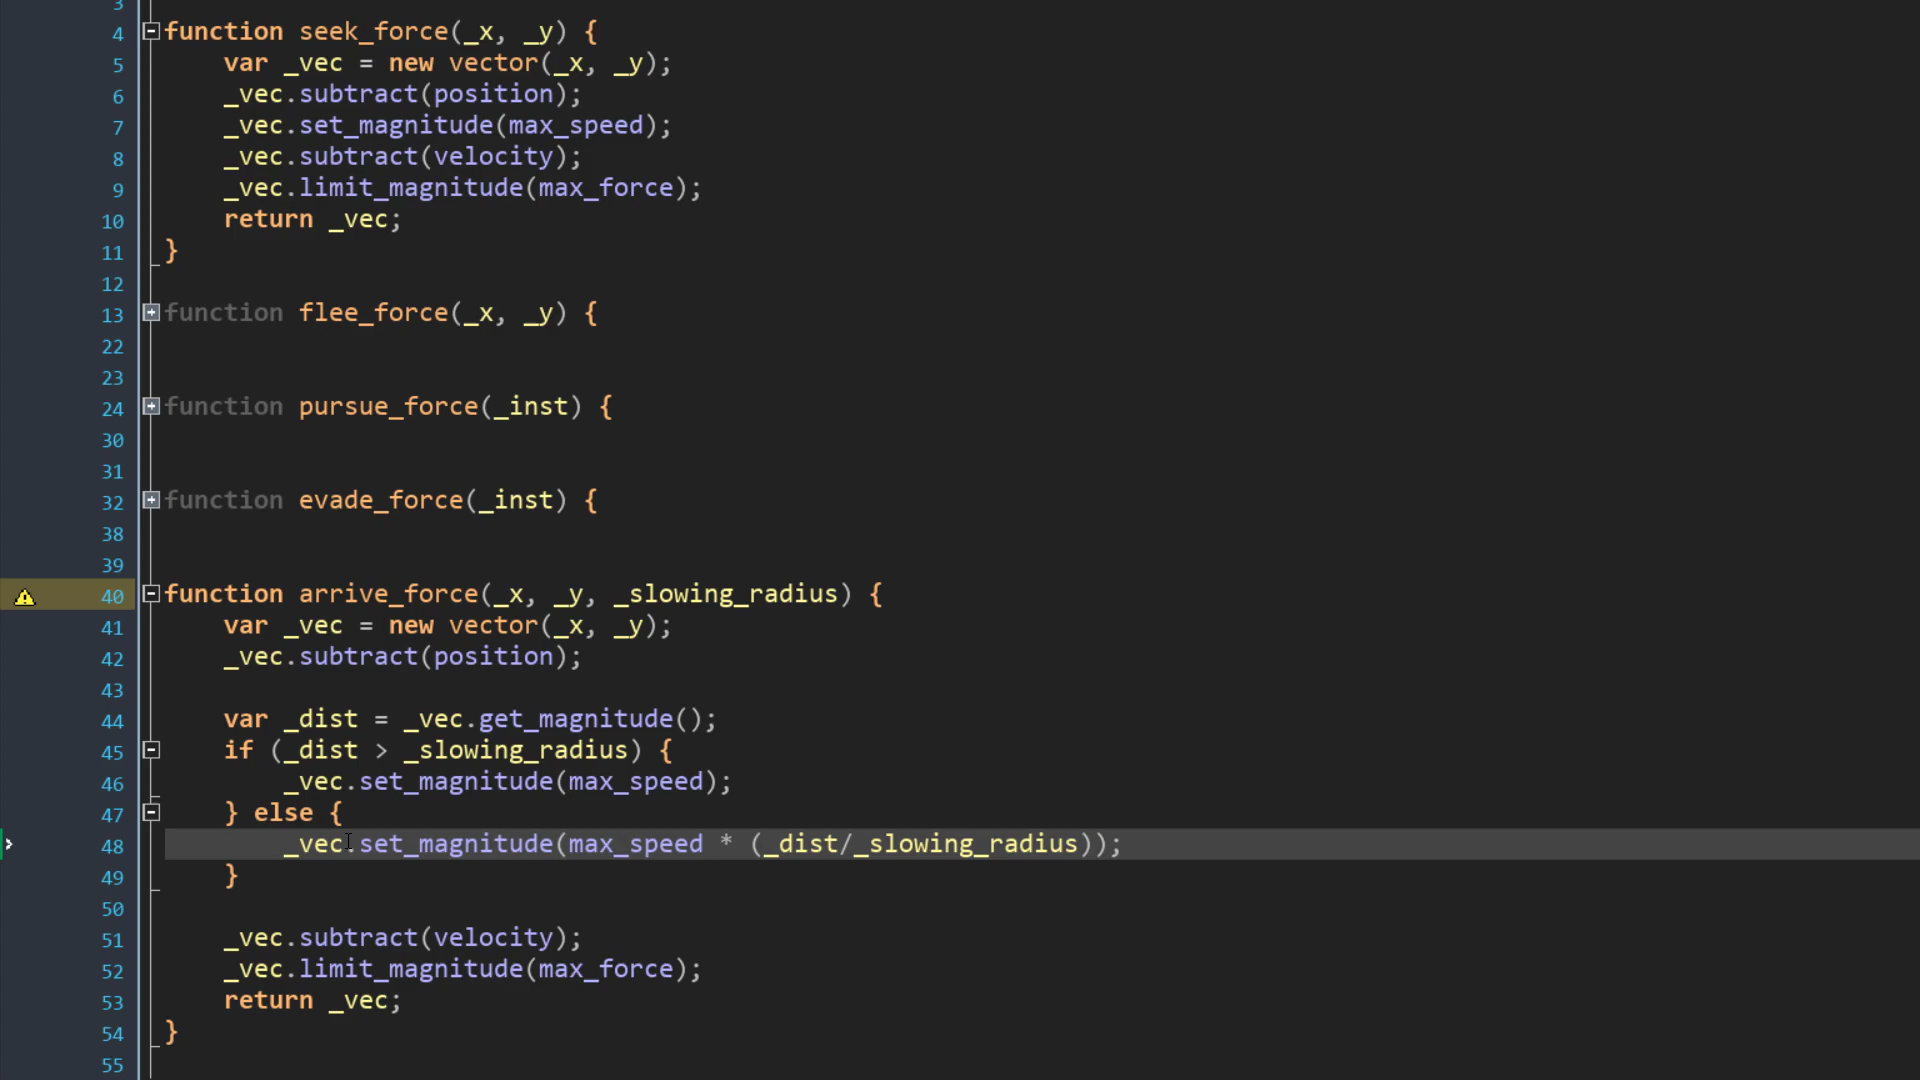 3
4 function seek_force(_x, _y) {
5 var _vec = new vector(_x, _y);
6 _vec.subtract(position);
7 _vec.set_magnitude(max_speed);
8 _vec.subtract(velocity);
9 _vec.limit_magnitude(max_force);
10 return _vec;
11 }
12
13 function flee_force(_x, _y) {
22
23
24 function pursue_force(_inst) {
30
31
32 function evade_force(_inst) {
38
39
40 function arrive_force(_x, _y, _slowing_radius) {
41 var _vec = new vector(_x, _y);
42 _vec.subtract(position);
43
44 var _dist = _vec.get_magnitude();
45 if (_dist > _slowing_radius) {
46 _vec.set_magnitude(max_speed);
47 } else {
48 _vec.set_magnitude(max_speed * (_dist/_slowing_radius));
49 }
50
51 _vec.subtract(velocity);
52 _vec.limit_magnitude(max_force);
53 return _vec;
54 }
55